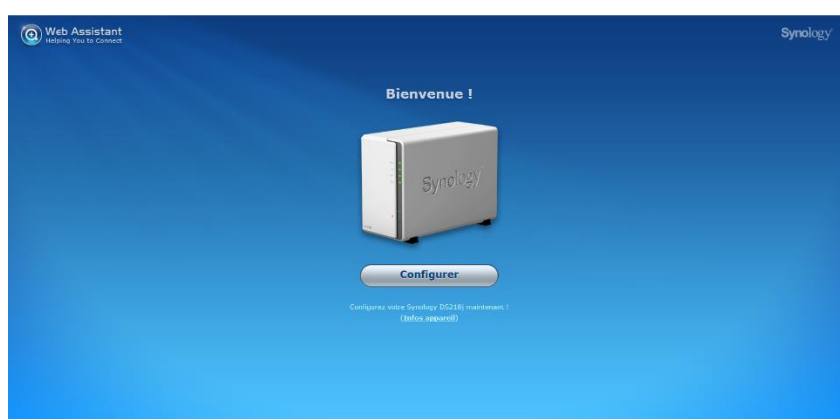 Web Assistant
Helping You to Connect
Synology
Bienvenue !
Synology
Configurer
Configurez votre Synology DS218j maintenant !
(Infos appareil)